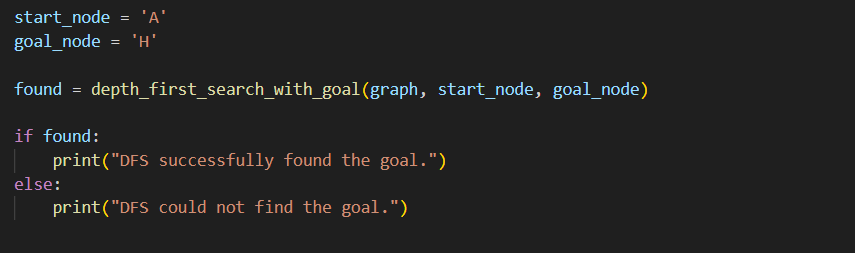 start_node = 'A'
goal_node = 'H'
found = depth_first_search_with_goal(graph, start_node, goal_node)
if found:
    print("DFS successfully found the goal.")
else:
    print("DFS could not find the goal.")